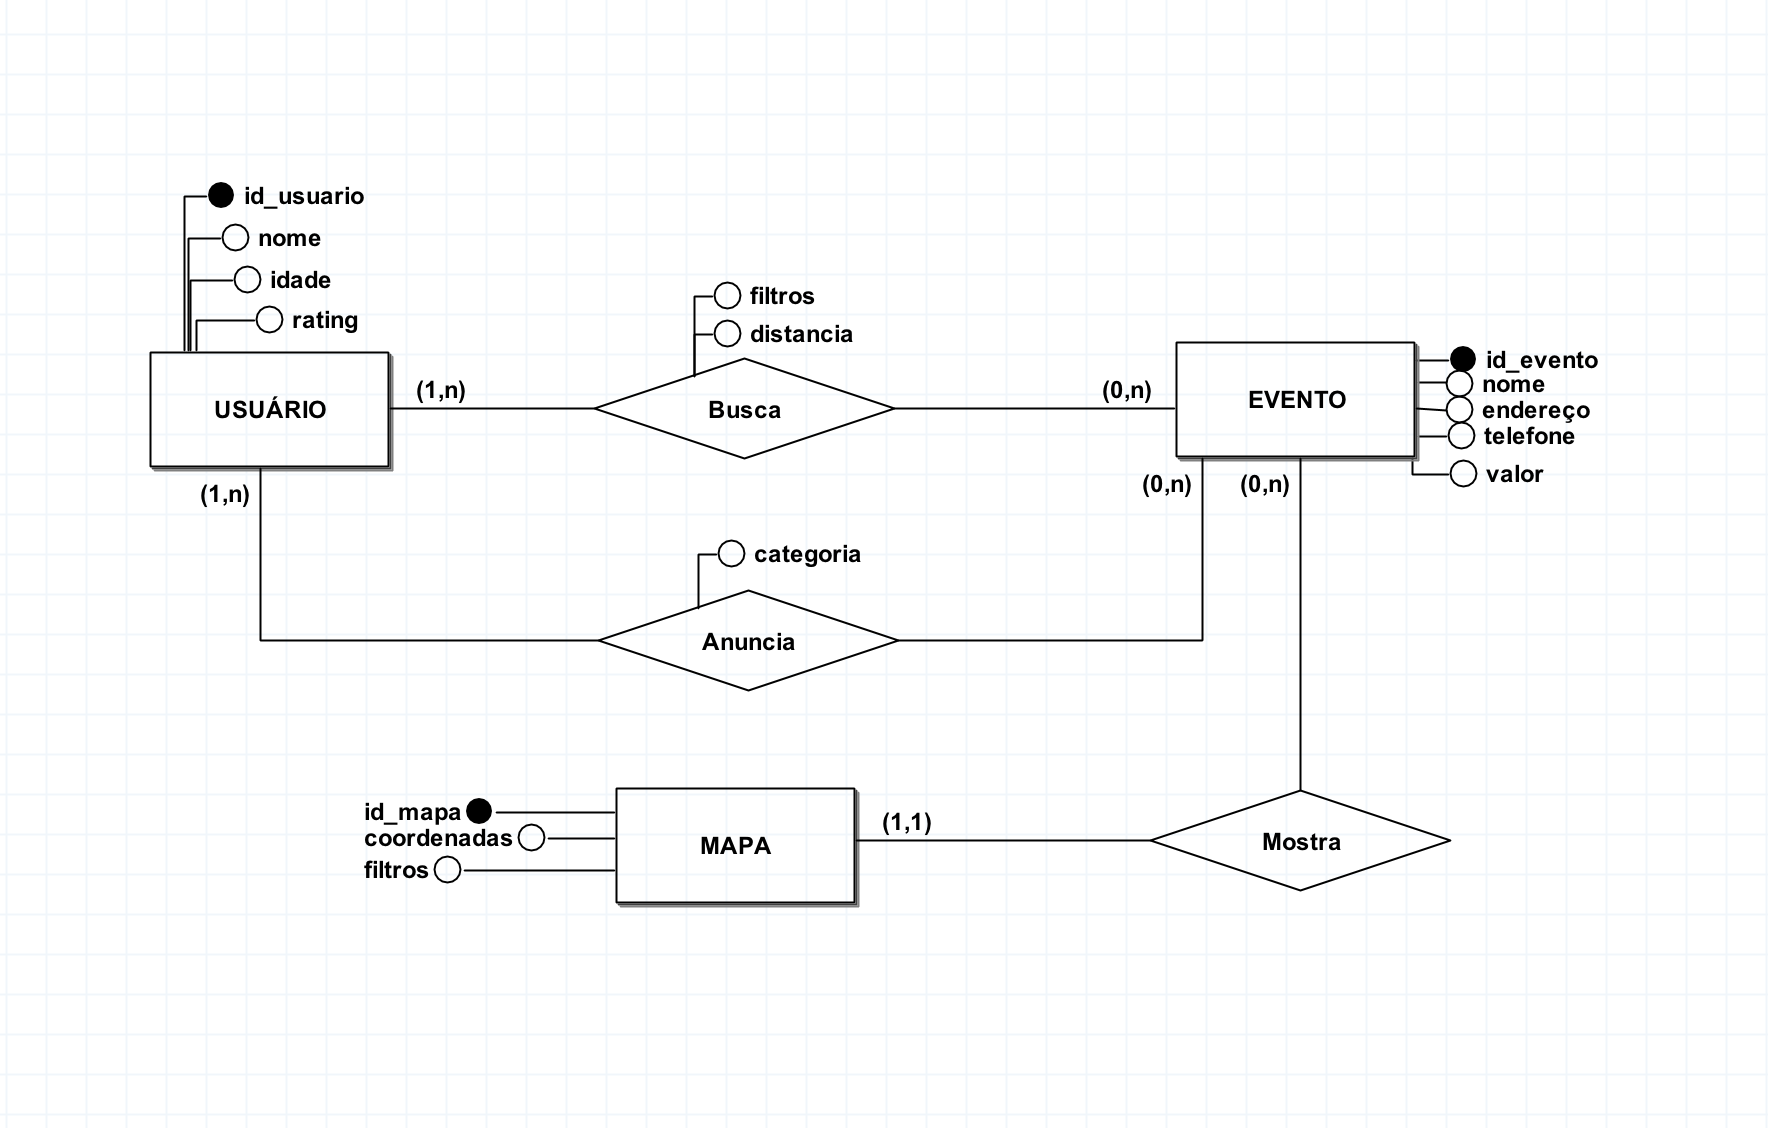 id_usuario
nome
idade
rating
filtros
distancia
USUÁRIO
(1,n)
Busca
(0,n)
EVENTO
id_evento
nome
endereço
telefone
valor
(1,n)
(0,n)
(0,n)
categoria
Anuncia
id_mapa
coordenadas
filtros
MAPA
(1,1)
Mostra